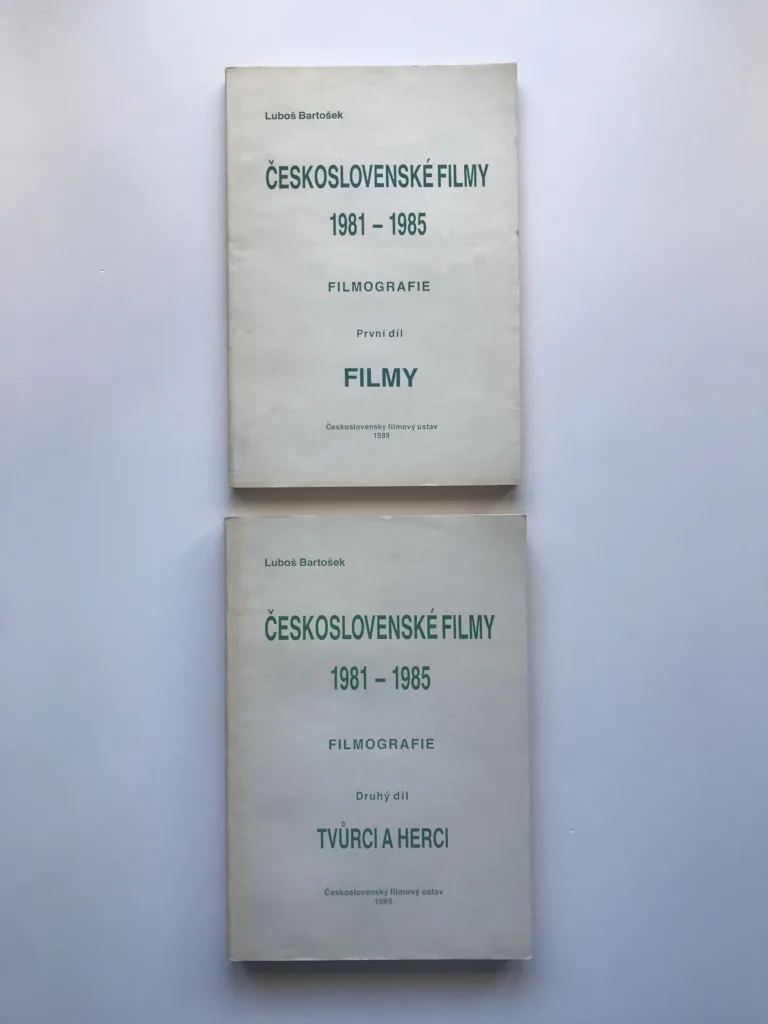 Luboš Bartošek
ČESKOSLOVENSKÉ FILMY
1981 – 1985
FILMOGRAFIE
První díl
FILMY
Československý filmový ústav
1989
Luboš Bartošek
ČESKOSLOVENSKÉ FILMY
1981 – 1985
FILMOGRAFIE
Druhý díl
TVŮRCI A HERCI
Československý filmový ústav
1989